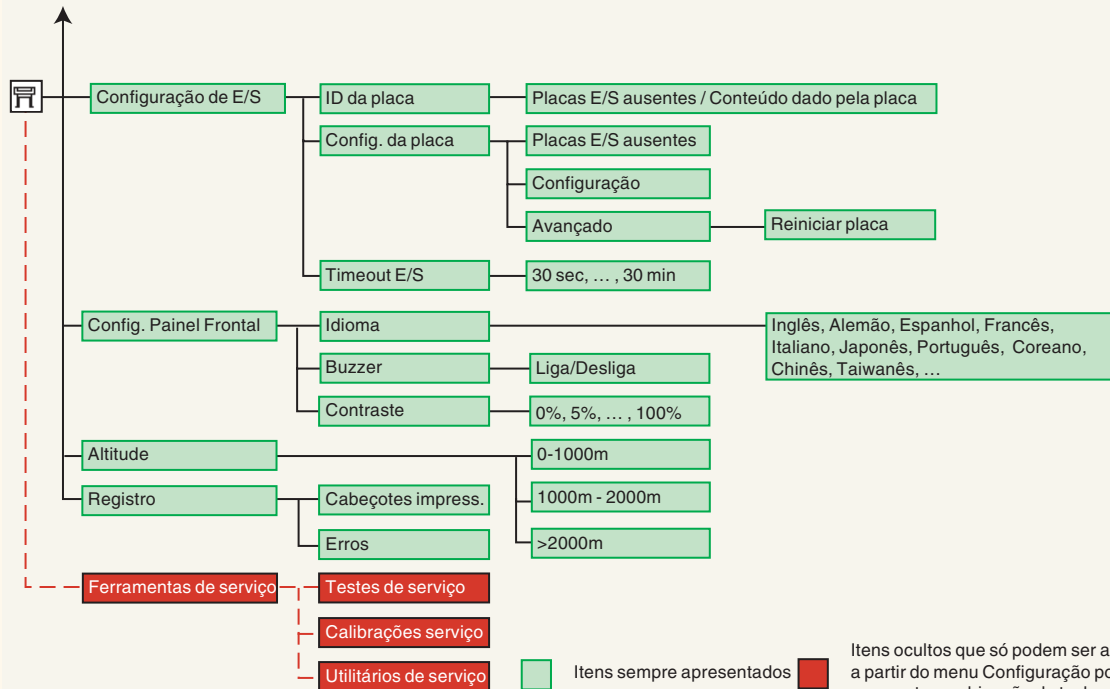 Configuração de E/S
ID da placa
Placas E/S ausentes / Conteúdo dado pela placa
Config. da placa
Placas E/S ausentes
Configuração
Avançado
Reiniciar placa
Timeout E/S
30 sec, … , 30 min
Config. Painel Frontal
Idioma
Inglês, Alemão, Espanhol, Francês,
Italiano, Japonês, Português, Coreano,
Chinês, Taiwanês, …
Buzzer
Liga/Desliga
Contraste
0%, 5%, … , 100%
Altitude
0-1000m
1000m - 2000m
>2000m
Registro
Cabeçotes impress.
Erros
Ferramentas de serviço
Testes de serviço
Calibrações serviço
Utilitários de serviço
Itens sempre apresentados
Itens ocultos que só podem ser
a partir do menu Configuração